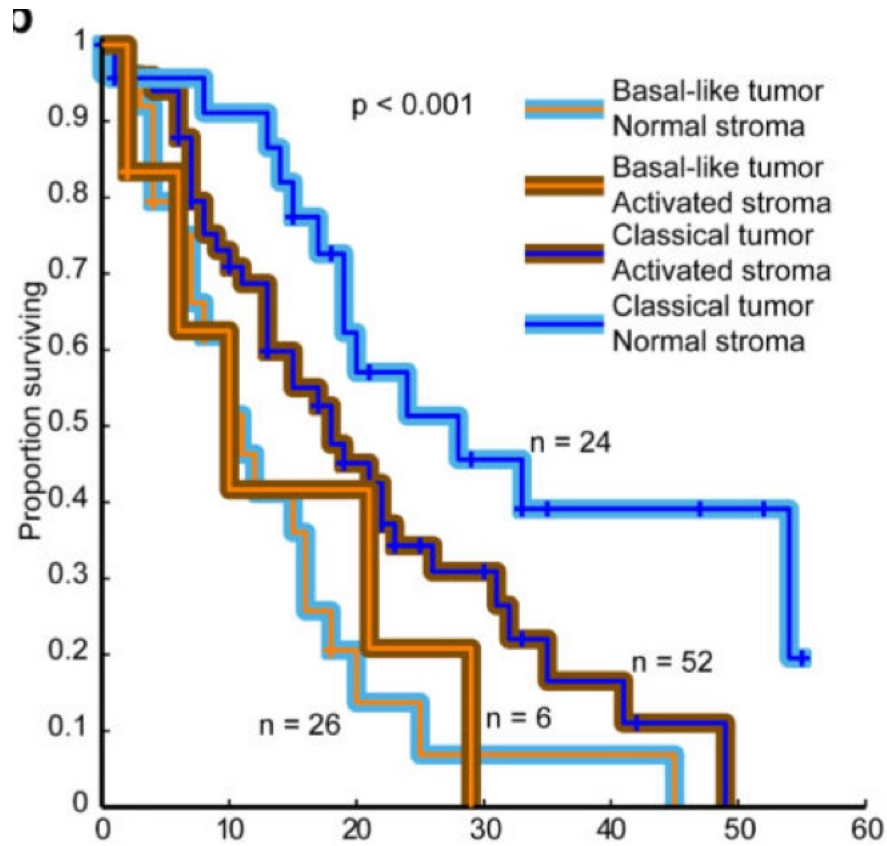 b
p < 0.001
Basal-like tumor
Normal stroma
Basal-like tumor
Activated stroma
Classical tumor
Activated stroma
Classical tumor
Normal stroma
Proportion surviving
1
0.9
0.8
0.7
0.6
0.5
0.4
0.3
0.2
0.1
0
n = 24
n = 52
n = 26
n = 6
0 10 20 30 40 50 60